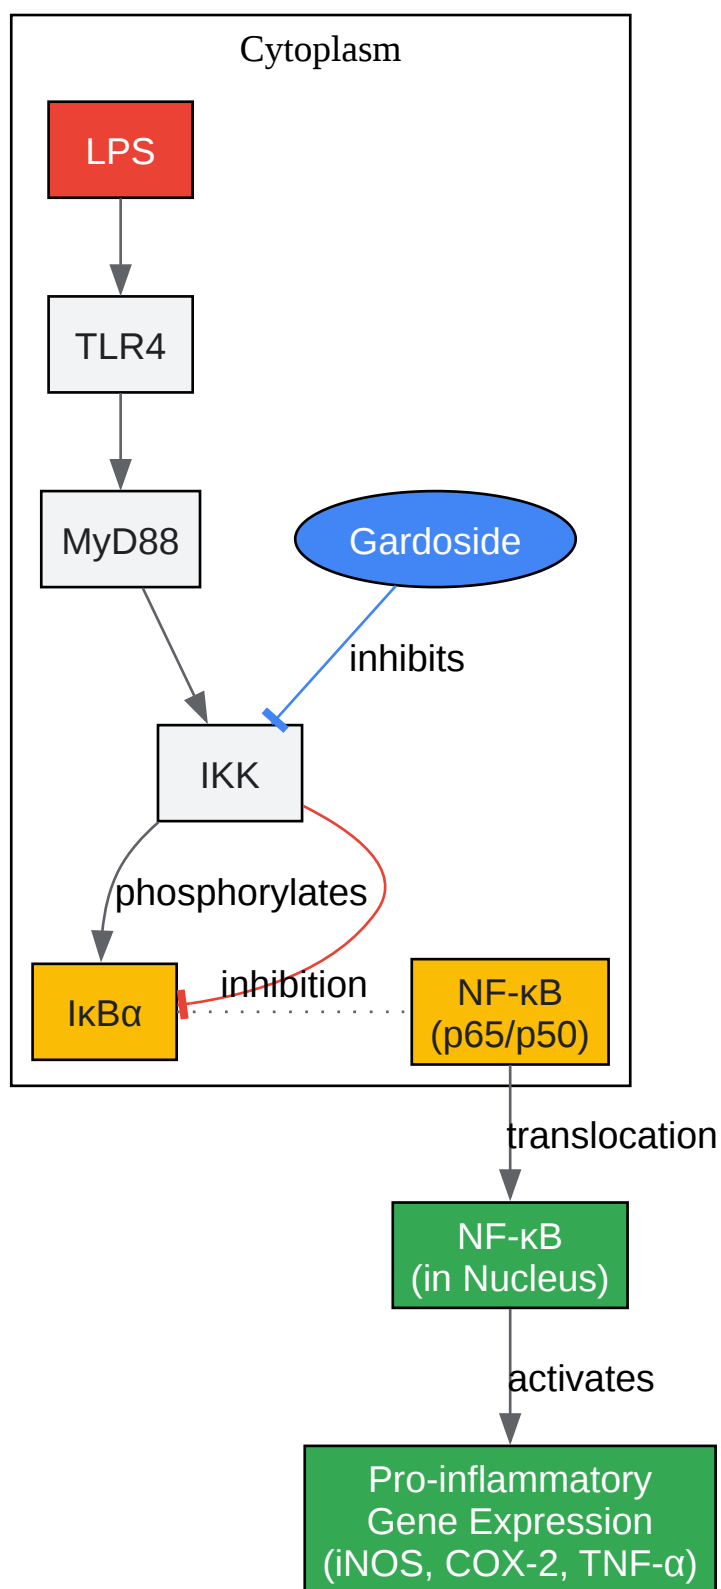 Cytoplasm
LPS
TLR4
MyD88
Gardoside
inhibits
IKK
phosphorylates
inhibition
IκBα
NF-κB
(p65/p50)
translocation
NF-κB
(in Nucleus)
activates
Pro-inflammatory
Gene Expression
(iNOS, COX-2, TNF-α)